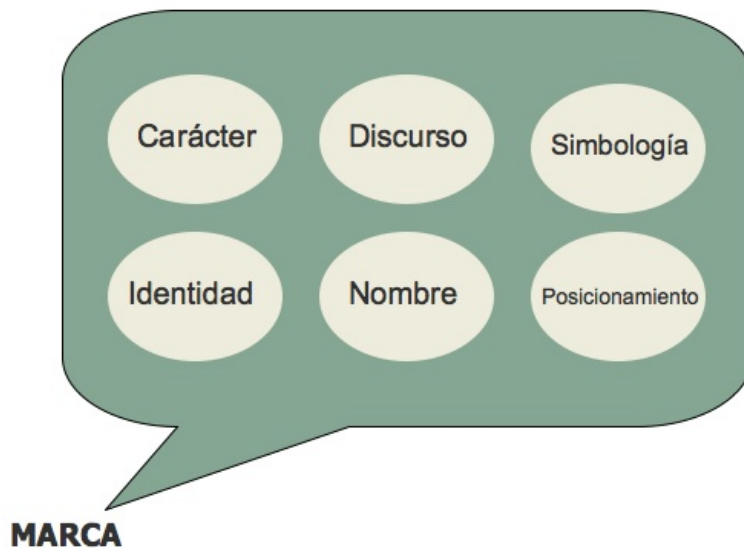 Carácter
Discurso
Simbología
Identidad
Nombre
Posicionamiento
MARCA